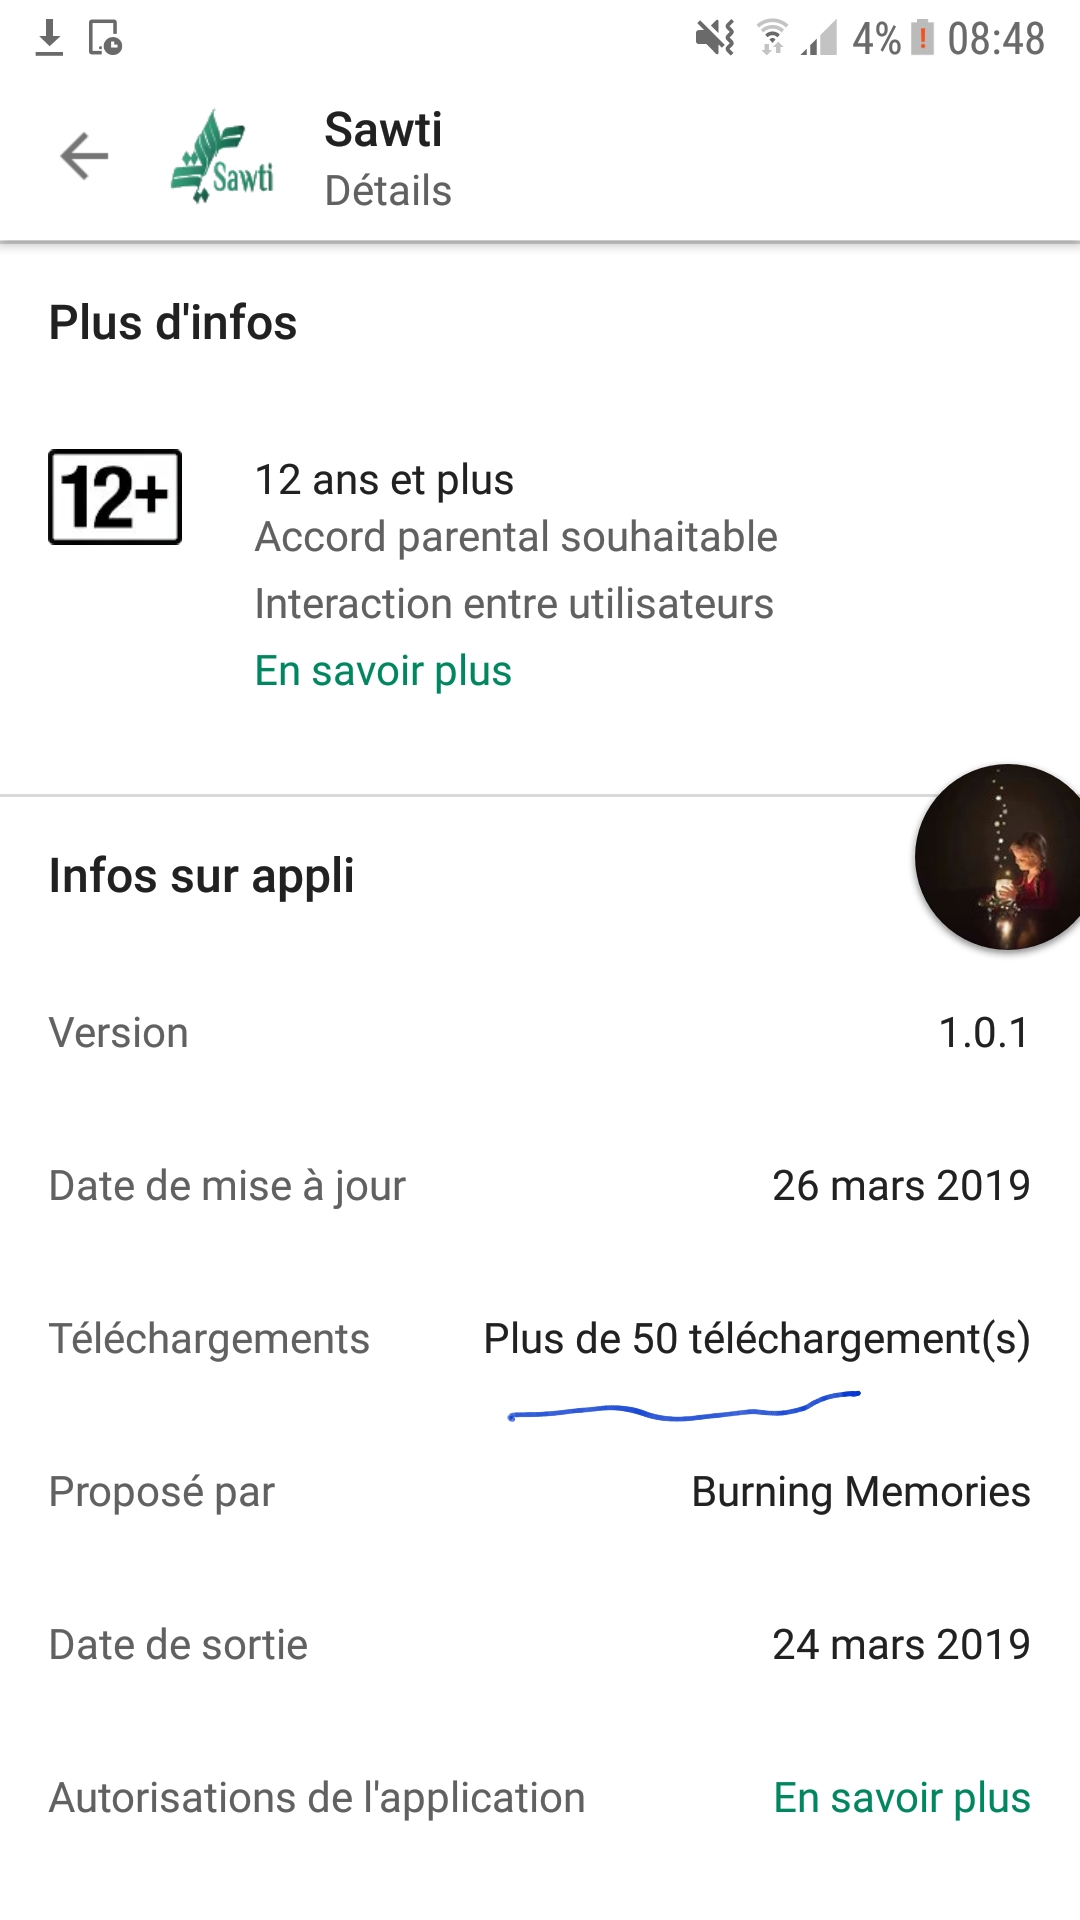 4% 08:48
Sawti
Sawti
Détails
Plus d'infos
12+
12 ans et plus
Accord parental souhaitable
Interaction entre utilisateurs
En savoir plus
Infos sur appli
Version 1.0.1
Date de mise à jour 26 mars 2019
Téléchargements Plus de 50 téléchargement(s)
Proposé par Burning Memories
Date de sortie 24 mars 2019
Autorisations de l'application En savoir plus